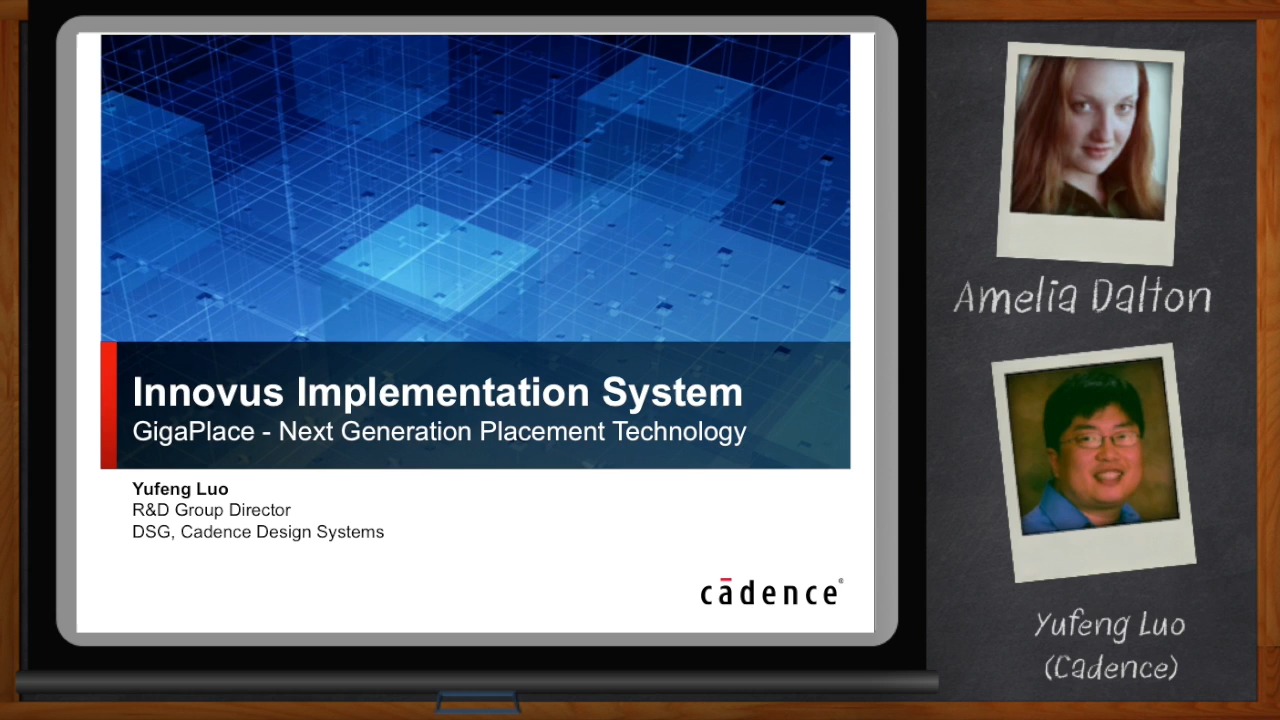 Innovus Implementation System
GigaPlace - Next Generation Placement Technology
Yufeng Luo
R&D Group Director
DSG, Cadence Design Systems
cādence®
Amelia Dalton
Yufeng Luo
(Cadence)